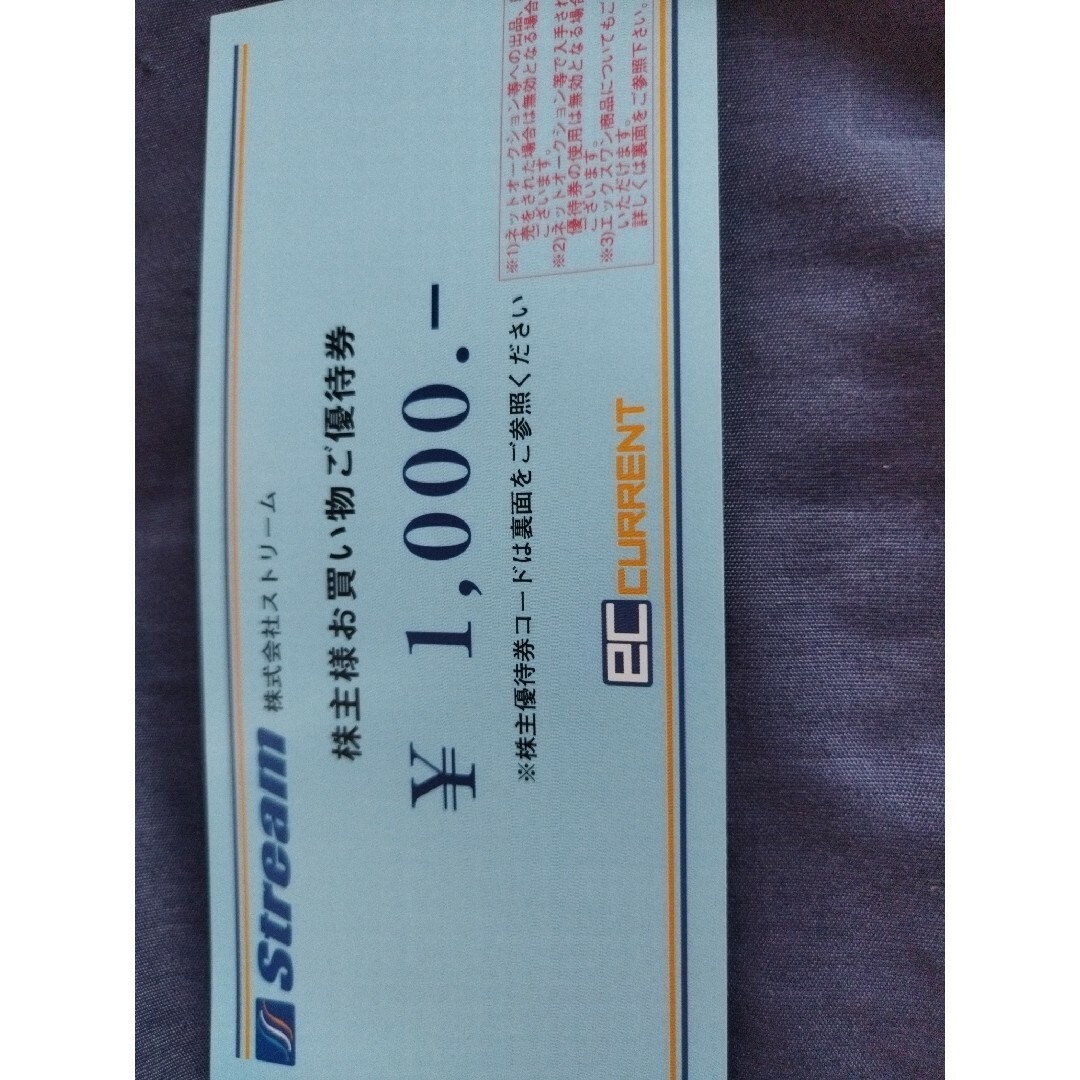 Stream 株式会社ストリーム
株主様お買い物ご優待券
¥ 1,000.-
※株主優待券コードは裏面をご参照ください
※1)ネットオークション等への出品、
売をされた場合は無効となる場合
ございます。
※2)ネットオークション等で入手され
優待券の使用は無効となる場合
ございます。
※3)エックスワン商品についてもご
いただけます。
詳しくは裏面をご参照下さい。
eC CURRENT